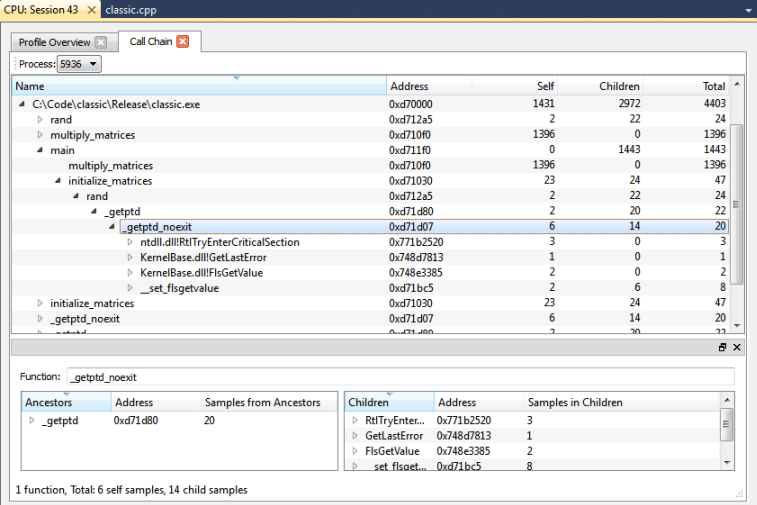 CPU: Session 43 classic.cpp
Profile Overview Call Chain
Process: 5936
Name Address Self Children Total
C:\Code\classic\Release\classic.exe 0xd70000 1431 2972 4403
rand 0xd712a5 2 22 24
multiply_matrices 0xd710f0 1396 0 1396
main 0xd711f0 0 1443 1443
multiply_matrices 0xd710f0 1396 0 1396
initialize_matrices 0xd71030 23 24 47
rand 0xd712a5 2 22 24
_getptd 0xd71d80 2 20 22
_getptd_noexit 0xd71d07 6 14 20
ntdll.dll!RtlTryEnterCriticalSection 0x771b2520 3 0 3
KernelBase.dll!GetLastError 0x748d7813 1 0 1
KernelBase.dll!FlsGetValue 0x748e3385 2 0 2
__set_flsgetvalue 0xd71bc5 2 6 8
initialize_matrices 0xd71030 23 24 47
_getptd_noexit 0xd71d07 6 14 20
_getptd 0xd71d80 2 20 22
Function: _getptd_noexit
Ancestors Address Samples from Ancestors
_getptd 0xd71d80 20
Children Address Samples in Children
RtlTryEnter... 0x771b2520 3
GetLastError 0x748d7813 1
FlsGetValue 0x748e3385 2
__set_flsget... 0xd71bc5 8
1 function, Total: 6 self samples, 14 child samples